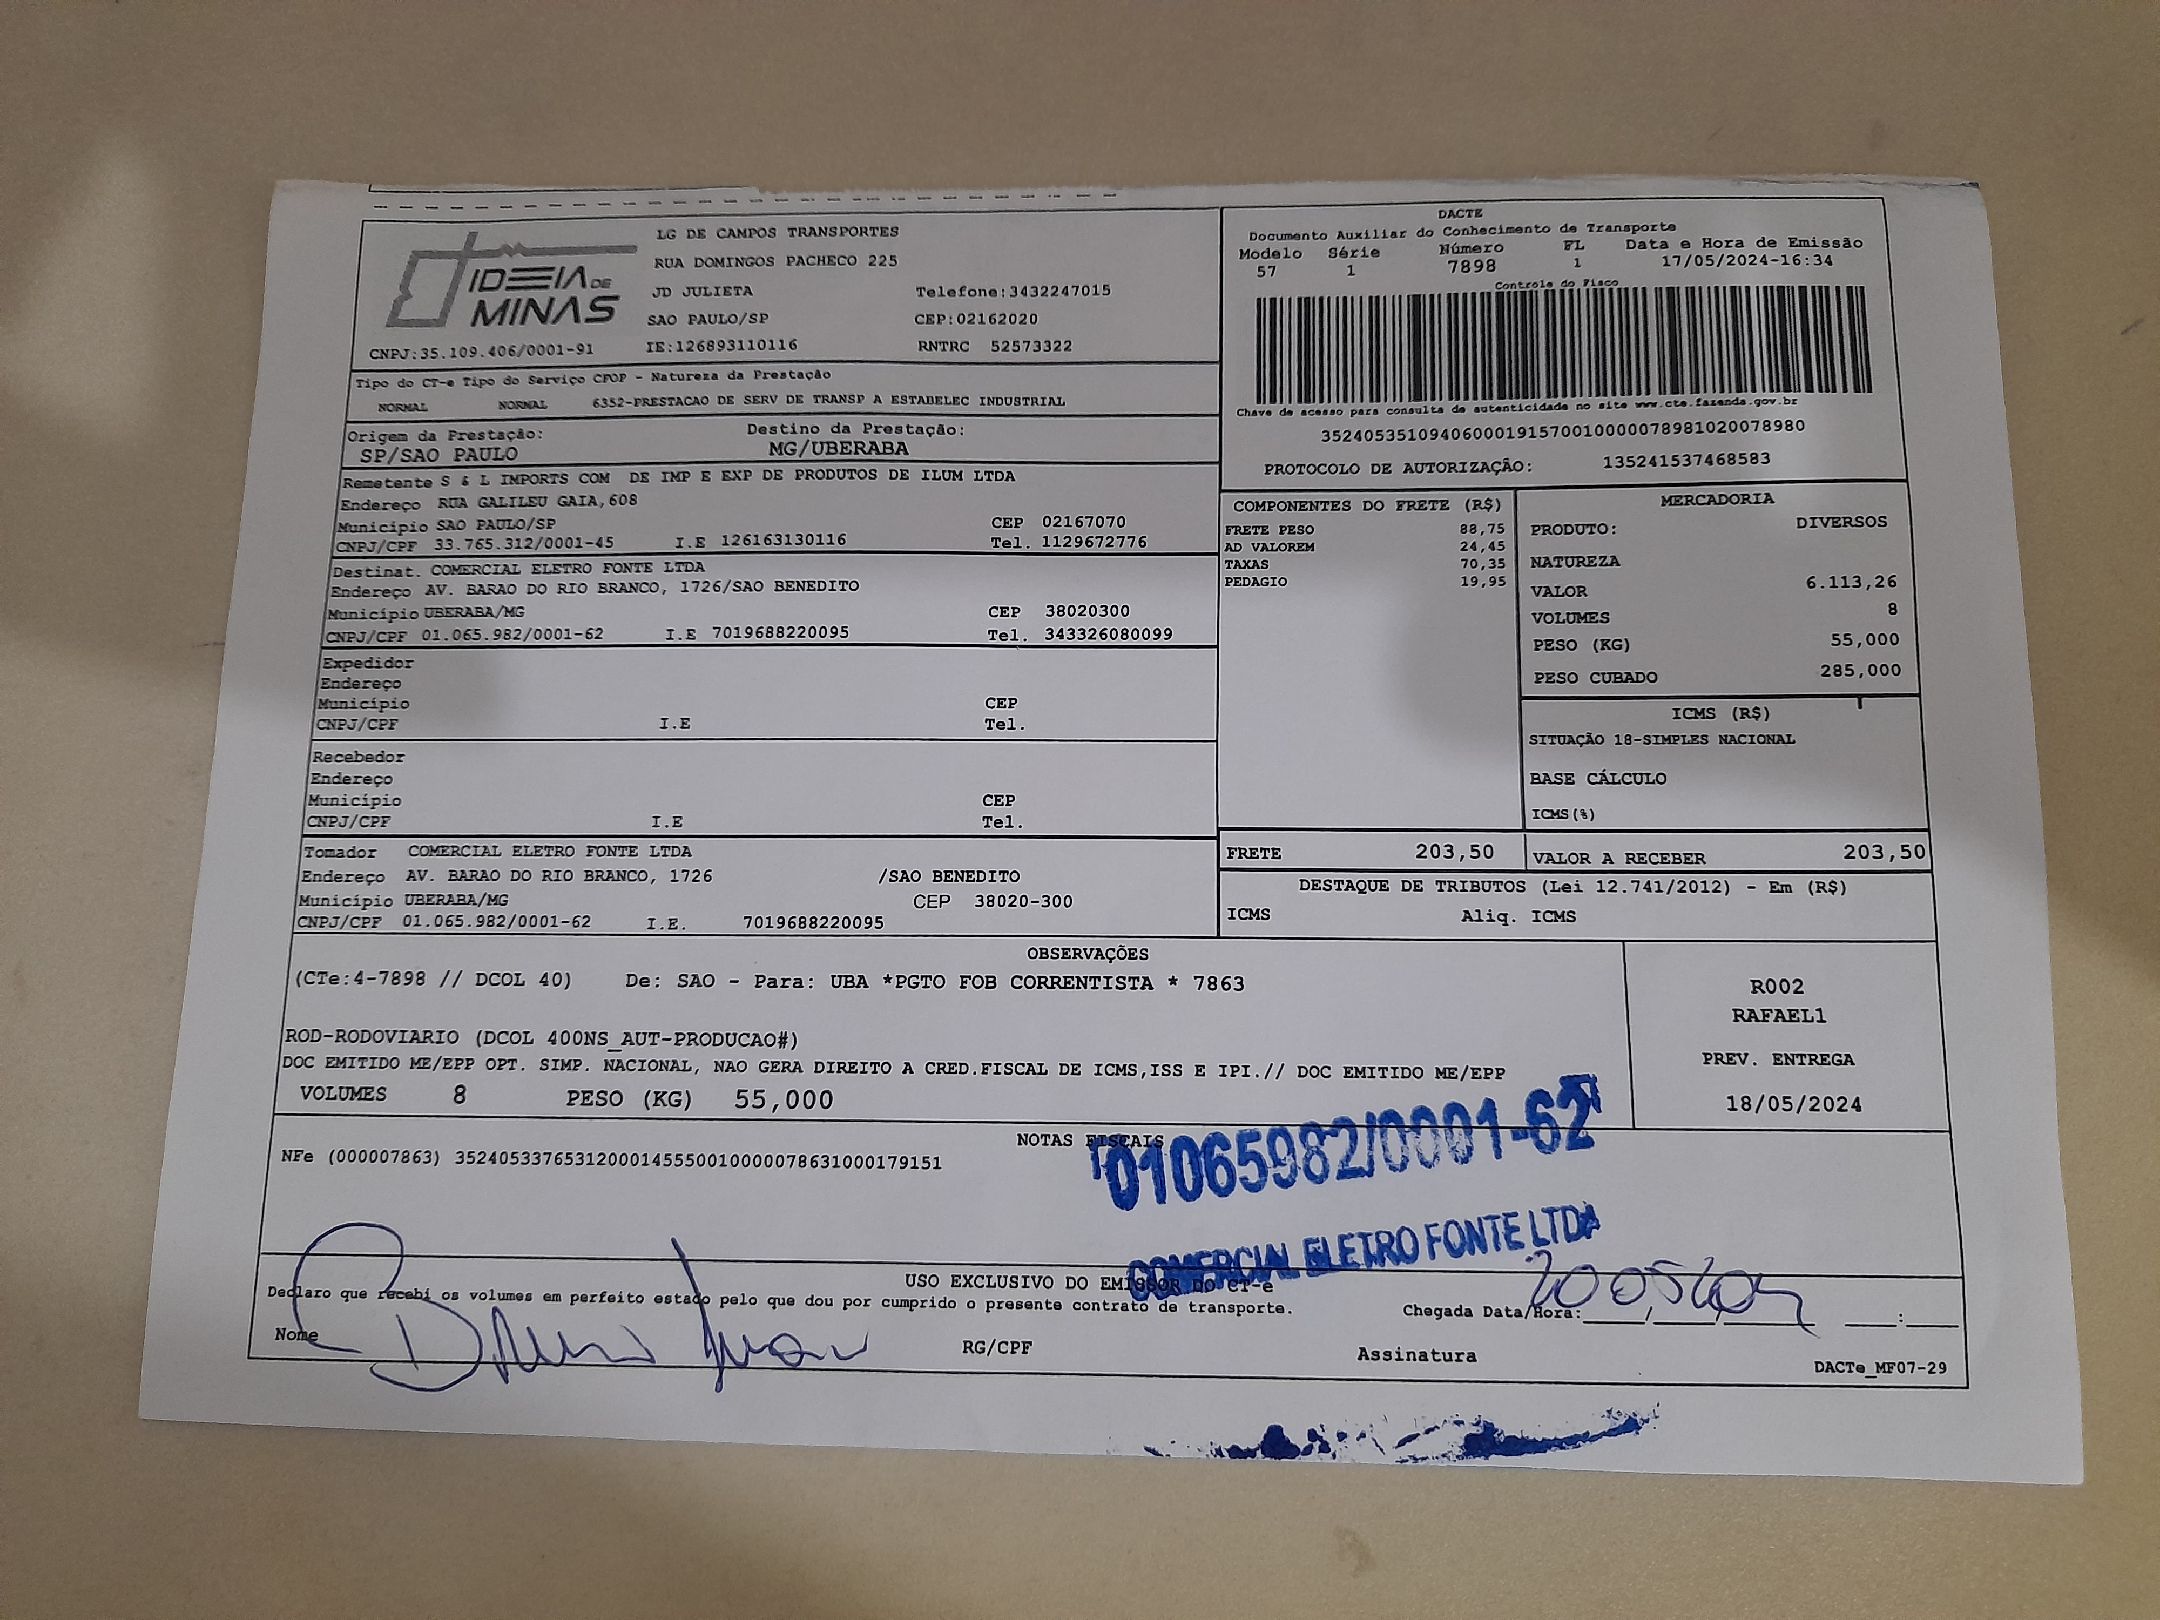 IDEIA DE
MINAS
CNPJ:35.109.406/0001-91
LG DE CAMPOS TRANSPORTES
RUA DOMINGOS PACHECO 225
JD JULIETA Telefone:3432247015
SAO PAULO/SP CEP:02162020
IE:126893110116 RNTRC 52573322
DACTE
Documento Auxiliar do Conhecimento de Transporte
Modelo Série Número FL Data e Hora de Emissão
57 1 7898 1 17/05/2024-16:34
Controle do Fisco
Chave de acesso para consulta de autenticidade no site www.cte.fazenda.gov.br
35240535109406000191570010000078981020078980
PROTOCOLO DE AUTORIZAÇÃO: 135241537468583
Tipo do CT-e Tipo do Serviço CFOP - Natureza da Prestação
NORMAL NORMAL 6352-PRESTACAO DE SERV DE TRANSP A ESTABELEC INDUSTRIAL
Origem da Prestação: Destino da Prestação:
SP/SAO PAULO MG/UBERABA
Remetente S & L IMPORTS COM DE IMP E EXP DE PRODUTOS DE ILUM LTDA
Endereço RUA GALILEU GAIA,608
Município SAO PAULO/SP CEP 02167070
CNPJ/CPF 33.765.312/0001-45 I.E 126163130116 Tel. 1129672776
Destinat. COMERCIAL ELETRO FONTE LTDA
Endereço AV. BARAO DO RIO BRANCO, 1726/SAO BENEDITO
Município UBERABA/MG CEP 38020300
CNPJ/CPF 01.065.982/0001-62 I.E 7019688220095 Tel. 343326080099
Expedidor
Endereço
Município CEP
CNPJ/CPF I.E Tel.
Recebedor
Endereço
Município CEP
CNPJ/CPF I.E Tel.
Tomador COMERCIAL ELETRO FONTE LTDA
Endereço AV. BARAO DO RIO BRANCO, 1726 /SAO BENEDITO
Município UBERABA/MG CEP 38020-300
CNPJ/CPF 01.065.982/0001-62 I.E. 7019688220095
COMPONENTES DO FRETE (R$)
FRETE PESO 88,75
AD VALOREM 24,45
TAXAS 70,35
PEDAGIO 19,95
MERCADORIA
PRODUTO: DIVERSOS
NATUREZA
VALOR 6.113,26
VOLUMES 8
PESO (KG) 55,000
PESO CUBADO 285,000
ICMS (R$)
SITUAÇÃO 18-SIMPLES NACIONAL
BASE CÁLCULO
ICMS(%)
FRETE 203,50 VALOR A RECEBER 203,50
DESTAQUE DE TRIBUTOS (Lei 12.741/2012) - Em (R$)
ICMS Aliq. ICMS
OBSERVAÇÕES
(CTe:4-7898 // DCOL 40) De: SAO - Para: UBA *PGTO FOB CORRENTISTA * 7863
ROD-RODOVIARIO (DCOL 400NS_AUT-PRODUCAO#)
DOC EMITIDO ME/EPP OPT. SIMP. NACIONAL, NAO GERA DIREITO A CRED.FISCAL DE ICMS,ISS E IPI.// DOC EMITIDO ME/EPP
VOLUMES 8 PESO (KG) 55,000
R002
RAFAEL1
PREV. ENTREGA
18/05/2024
NOTAS FISCAIS
NFe (000007863) 35240533765312000145550010000078631000179151
01065982/0001-62
COMERCIAL ELETRO FONTE LTDA
USO EXCLUSIVO DO EMISSOR DO CT-e
Declaro que recebi os volumes em perfeito estado pelo que dou por cumprido o presente contrato de transporte. Chegada Data/Hora:
Nome RG/CPF Assinatura DACTe_MF07-29